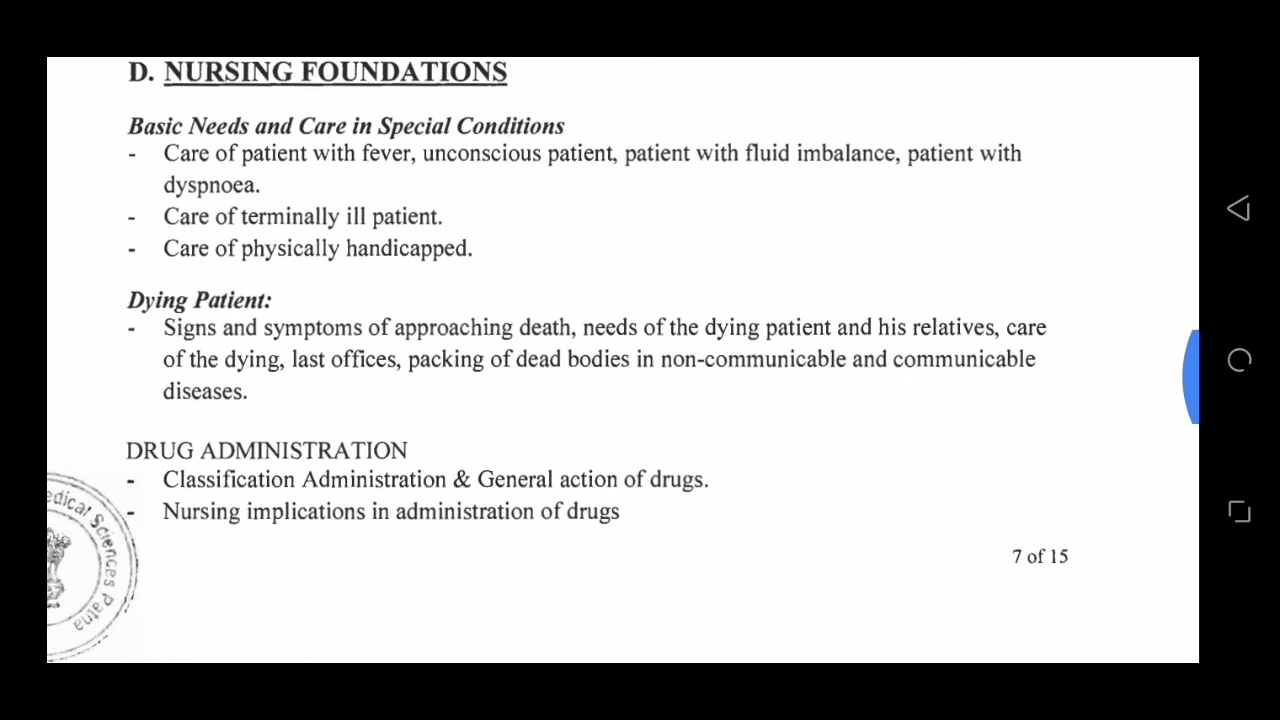 D. NURSING FOUNDATIONS
Basic Needs and Care in Special Conditions
- Care of patient with fever, unconscious patient, patient with fluid imbalance, patient with
dyspnoea.
- Care of terminally ill patient.
- Care of physically handicapped.
Dying Patient:
- Signs and symptoms of approaching death, needs of the dying patient and his relatives, care
of the dying, last offices, packing of dead bodies in non-communicable and communicable
diseases.
DRUG ADMINISTRATION
- Classification Administration & General action of drugs.
- Nursing implications in administration of drugs
edical Sciences Patna
7 of 15